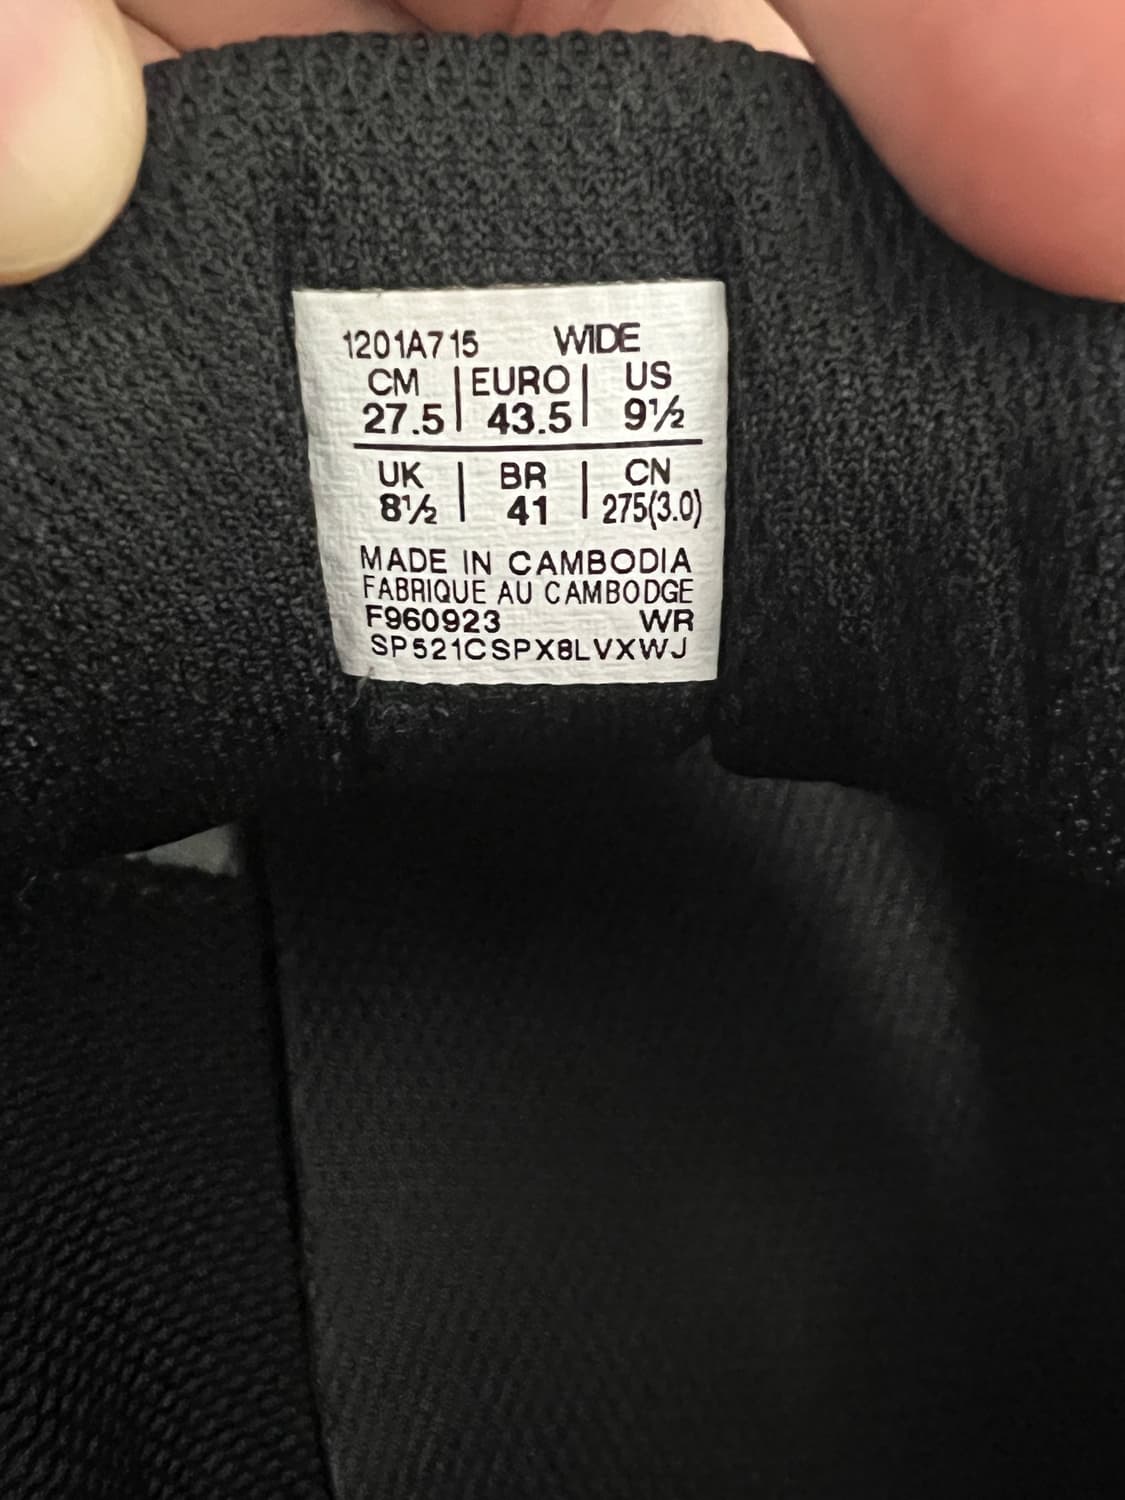 1201A715 WIDE
CM | EURO | US
27.5 | 43.5 | 9½
UK | BR | CN
8½ | 41 | 275(3.0)
MADE IN CAMBODIA
FABRIQUE AU CAMBODGE
F960923 WR
SP521CSPX8LVXWJ